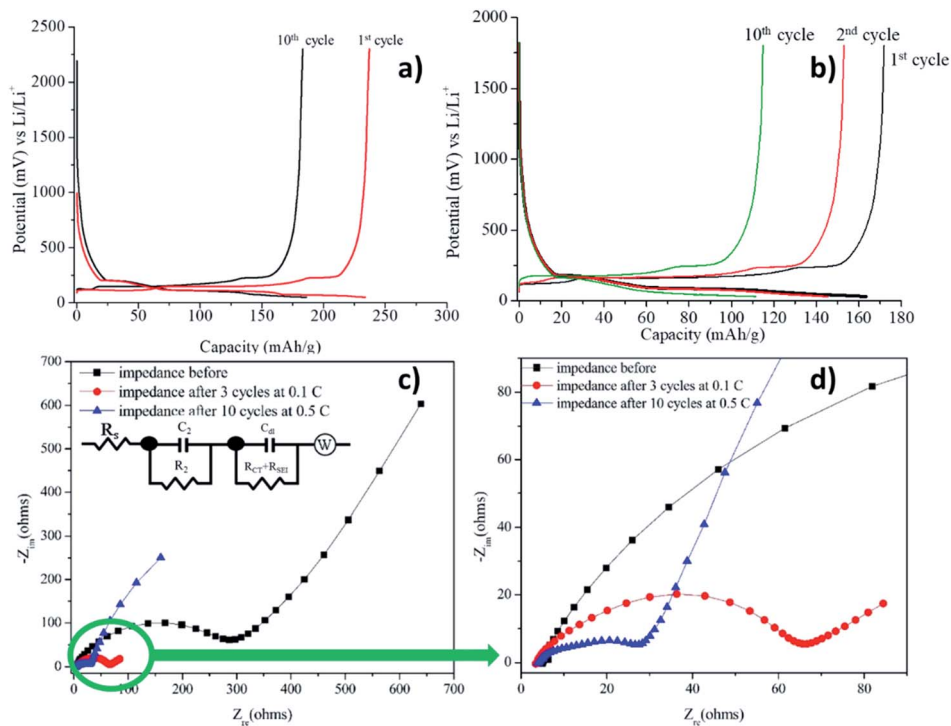 a)
10th cycle
1st cycle
2500
2000
1500
1000
500
0
Potential (mV) vs Li/Li+
0 50 100 150 200 250 300
Capacity (mAh/g)
b)
10th cycle
2nd cycle
1st cycle
2000
1500
1000
500
0
Potential (mV) vs Li/Li+
0 20 40 60 80 100 120 140 160 180
Capacity (mAh/g)
c)
impedance before
impedance after 3 cycles at 0.1 C
impedance after 10 cycles at 0.5 C
Rs
C2
R2
Cdl
RCT+RSEI
W
700
600
500
400
300
200
100
0
-Zim(ohms)
0 100 200 300 400 500 600 700
Zre(ohms)
d)
impedance before
impedance after 3 cycles at 0.1 C
impedance after 10 cycles at 0.5 C
80
60
40
20
0
-Zim(ohms)
0 20 40 60 80
Zre(ohms)